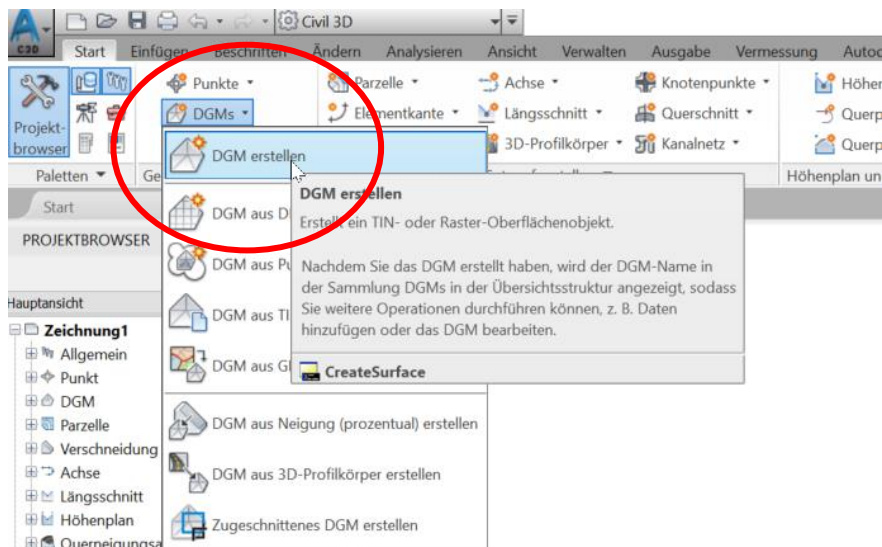 Civil 3D
C3D
Start Einfügen Beschriften Ändern Analysieren Ansicht Verwalten Ausgabe Vermessung Autoc
Punkte Parzelle Achse Knotenpunkte Höhen
DGMs Elementkante Längsschnitt Querschnitt Querp
Projekt-
browser
3D-Profilkörper Kanalnetz Querp
Paletten Ge Höhenplan un
DGM erstellen
DGM aus D
DGM aus Pu
DGM aus TI
DGM aus G
DGM aus Neigung (prozentual) erstellen
DGM aus 3D-Profilkörper erstellen
Zugeschnittenes DGM erstellen
DGM erstellen
Erstellt ein TIN- oder Raster-Oberflächenobjekt.
Nachdem Sie das DGM erstellt haben, wird der DGM-Name in
der Sammlung DGMs in der Übersichtsstruktur angezeigt, sodass
Sie weitere Operationen durchführen können, z. B. Daten
hinzufügen oder das DGM bearbeiten.
CreateSurface
Start
PROJEKTBROWSER
Hauptansicht
Zeichnung1
Allgemein
Punkt
DGM
Parzelle
Verschneidung
Achse
Längsschnitt
Höhenplan
Querneigungsa